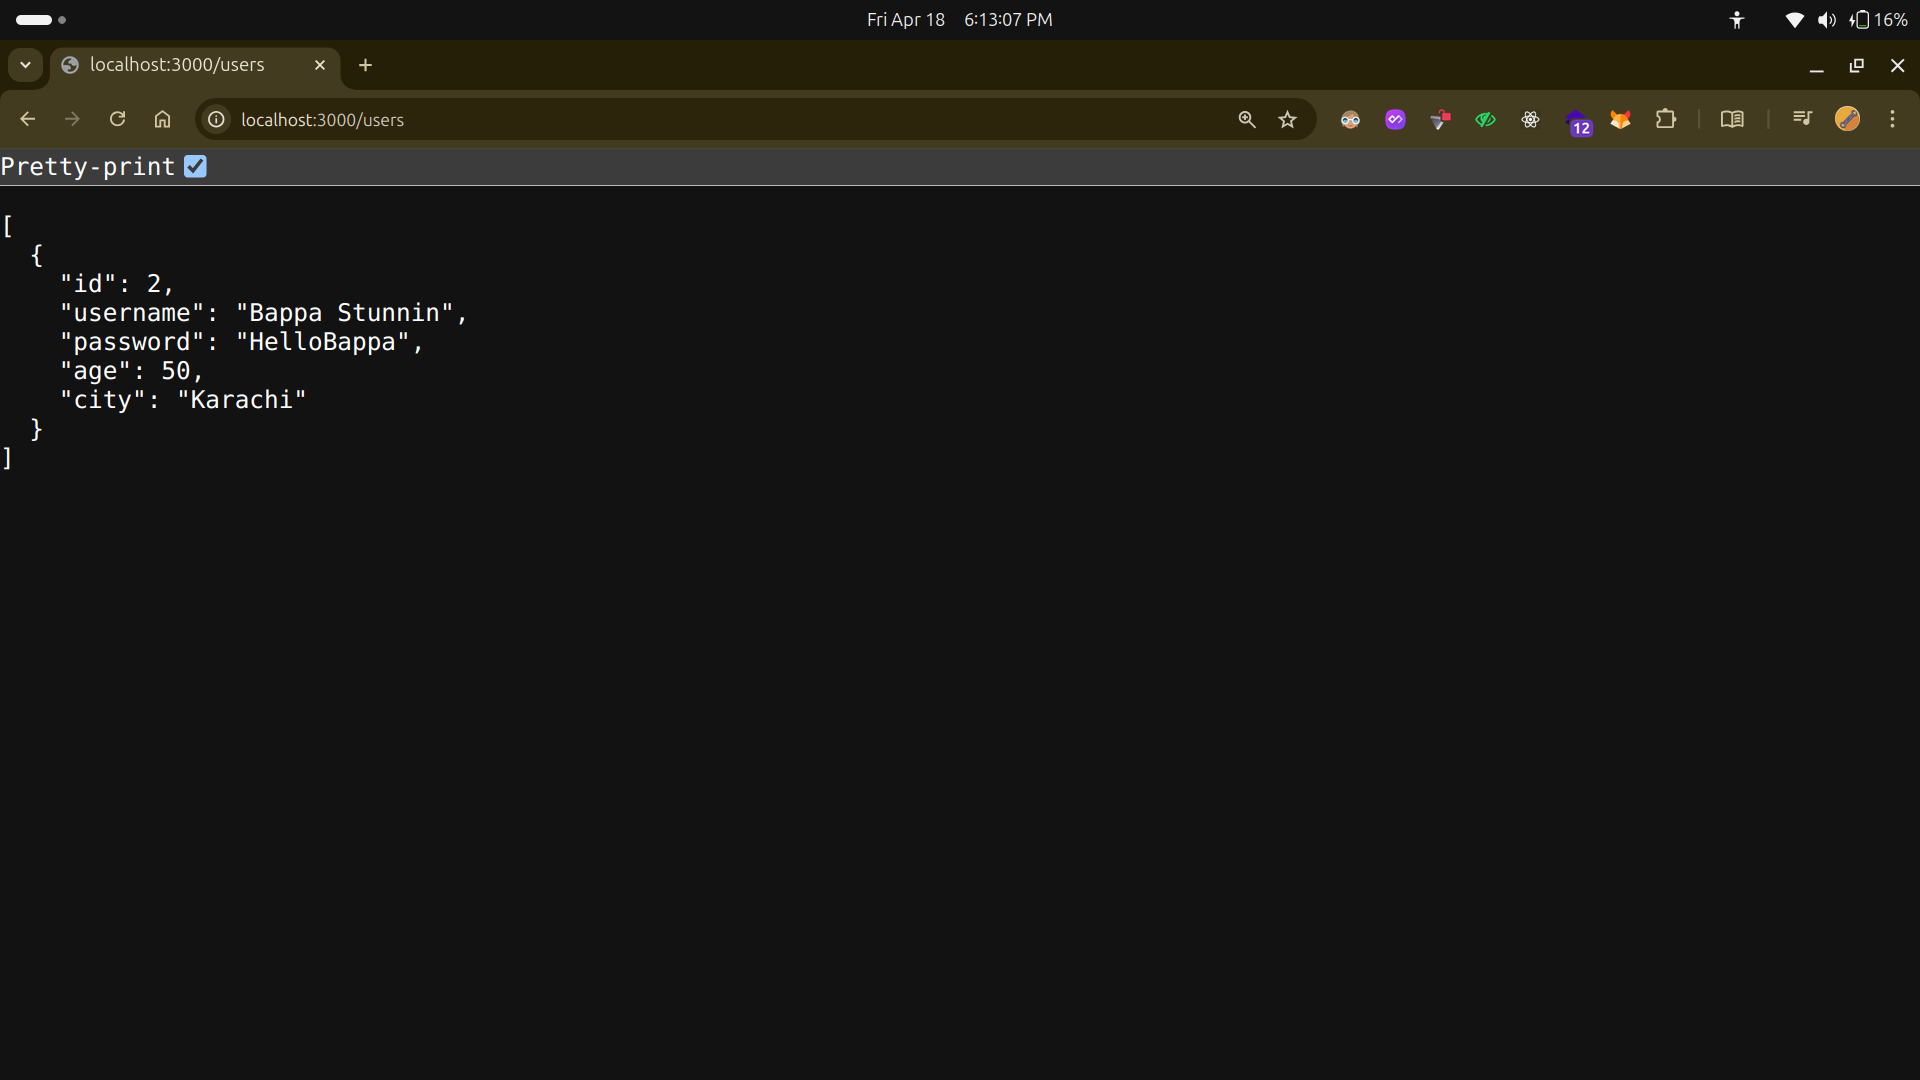 Fri Apr 18 6:13:07 PM
16%
localhost:3000/users
localhost:3000/users
12
Pretty-print
[
  {
    "id": 2,
    "username": "Bappa Stunnin",
    "password": "HelloBappa",
    "age": 50,
    "city": "Karachi"
  }
]